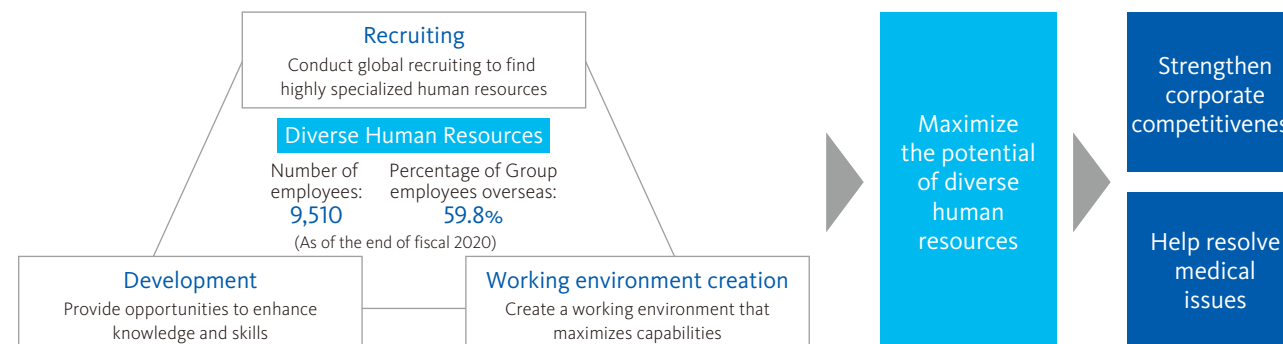 Recruiting
Conduct global recruiting to find
highly specialized human resources
Diverse Human Resources
Number of
employees:
9,510
Percentage of Group
employees overseas:
59.8%
(As of the end of fiscal 2020)
Development
Provide opportunities to enhance
knowledge and skills
Working environment creation
Create a working environment that
maximizes capabilities
Maximize
the potential
of diverse
human
resources
Strengthen
corporate
competitivenes
Help resolve
medical
issues